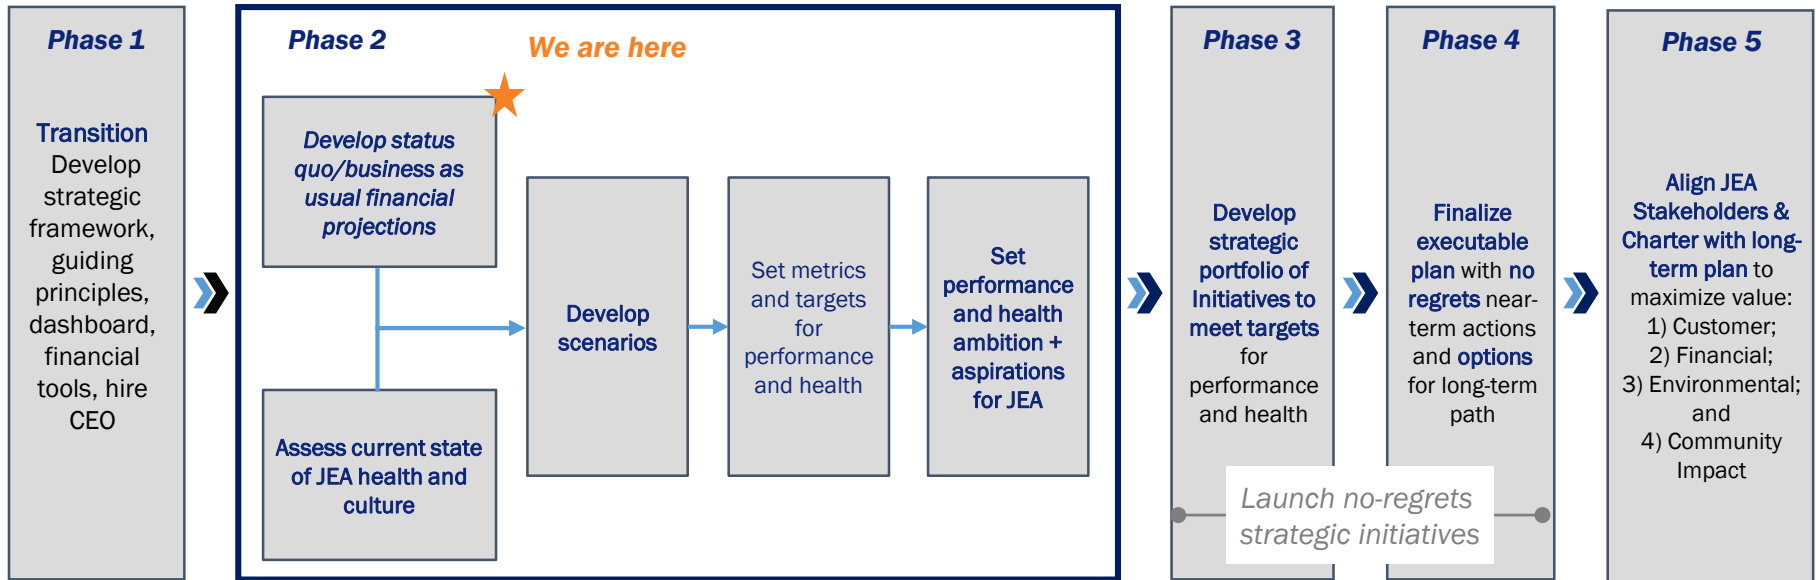 Phase 1
Transition
Develop
strategic
framework,
guiding
principles,
dashboard,
financial
tools, hire
CEO
Phase 2
We are here
Develop status
quo/business as
usual financial
projections
Assess current state
of JEA health and
culture
Develop
scenarios
Set metrics
and targets
for
performance
and health
Set
performance
and health
ambition +
aspirations
for JEA
Phase 3
Develop
strategic
portfolio of
Initiatives to
meet targets
for
performance
and health
Phase 4
Finalize
executable
plan with no
regrets near-
term actions
and options
for long-term
path
Launch no-regrets
strategic initiatives
Phase 5
Align JEA
Stakeholders &
Charter with long-
term plan to
maximize value:
1) Customer;
2) Financial;
3) Environmental;
and
4) Community
Impact